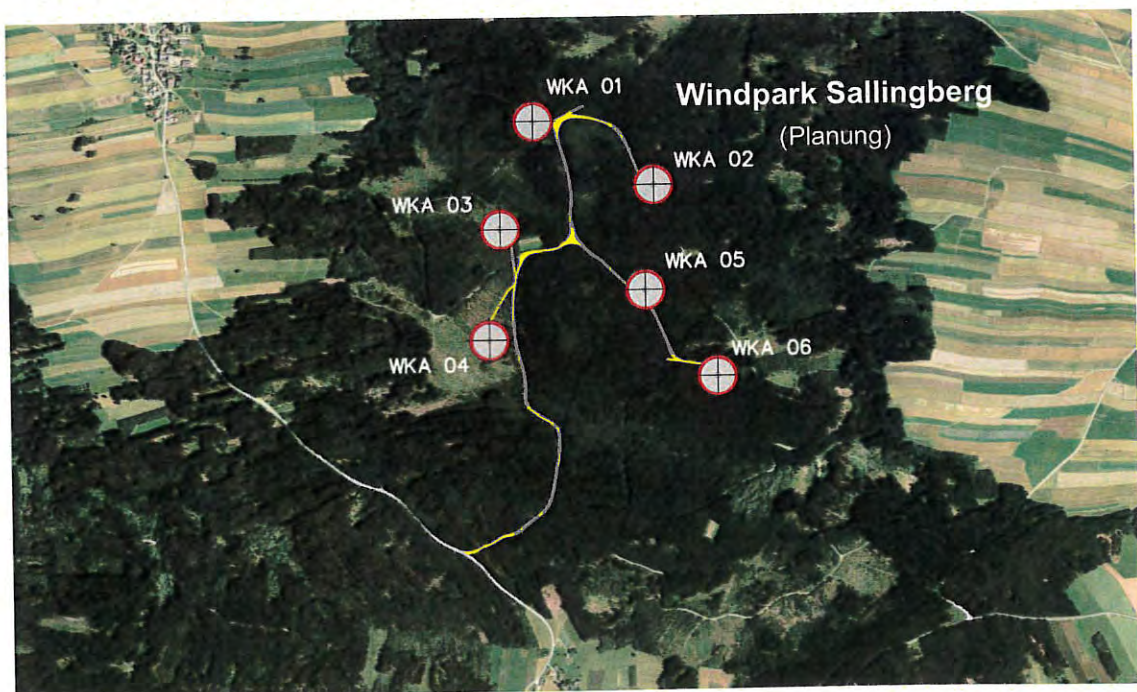 WKA 01
Windpark Sallingberg
(Planung)
WKA 02
WKA 03
WKA 05
WKA 04
WKA 06